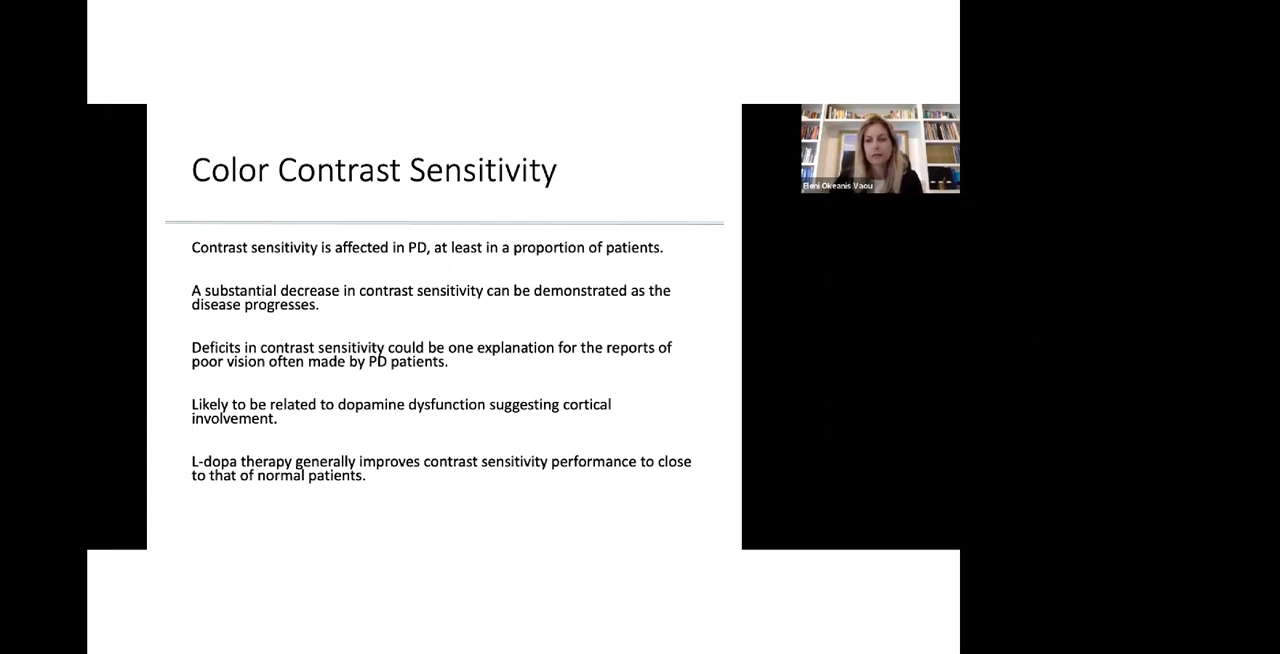 Color Contrast Sensitivity
Eleni Okeanis Vaou
Contrast sensitivity is affected in PD, at least in a proportion of patients.
A substantial decrease in contrast sensitivity can be demonstrated as the
disease progresses.
Deficits in contrast sensitivity could be one explanation for the reports of
poor vision often made by PD patients.
Likely to be related to dopamine dysfunction suggesting cortical
involvement.
L-dopa therapy generally improves contrast sensitivity performance to close
to that of normal patients.